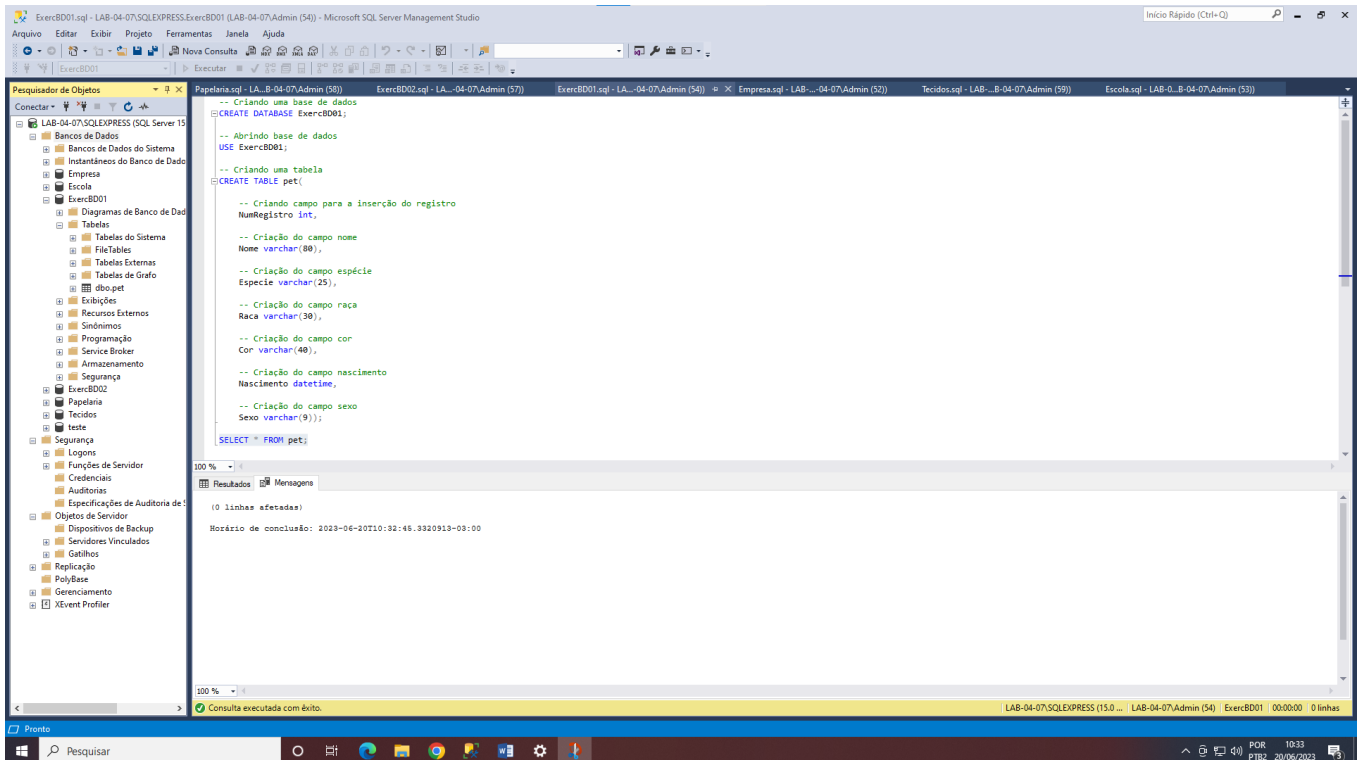 ExercBD01.sql - LAB-04-07\SQLEXPRESS.ExercBD01 (LAB-04-07\Admin (54)) - Microsoft SQL Server Management Studio
Início Rápido (Ctrl+Q)
Arquivo Editar Exibir Projeto Ferramentas Janela Ajuda
Nova Consulta
ExercBD01 Executar
Pesquisador de Objetos
Papelaria.sql - LA...B-04-07\Admin (58)) ExercBD02.sql - LA...-04-07\Admin (57)) ExercBD01.sql - LA...-04-07\Admin (54)) Empresa.sql - LAB-...-04-07\Admin (52)) Tecidos.sql - LAB-...B-04-07\Admin (59)) Escola.sql - LAB-0...B-04-07\Admin (53))
Conectar
LAB-04-07\SQLEXPRESS (SQL Server 15
Bancos de Dados
Bancos de Dados do Sistema
Instantâneos do Banco de Dado
Empresa
Escola
ExercBD01
Diagramas de Banco de Dad
Tabelas
Tabelas do Sistema
FileTables
Tabelas Externas
Tabelas de Grafo
dbo.pet
Exibições
Recursos Externos
Sinônimos
Programação
Service Broker
Armazenamento
Segurança
ExercBD02
Papelaria
Tecidos
teste
Segurança
Logons
Funções de Servidor
Credenciais
Auditorias
Especificações de Auditoria de S
Objetos de Servidor
Dispositivos de Backup
Servidores Vinculados
Gatilhos
Replicação
PolyBase
Gerenciamento
XEvent Profiler
-- Criando uma base de dados
CREATE DATABASE ExercBD01;
-- Abrindo base de dados
USE ExercBD01;
-- Criando uma tabela
CREATE TABLE pet(
-- Criando campo para a inserção do registro
NumRegistro int,
-- Criação do campo nome
Nome varchar(80),
-- Criação do campo espécie
Especie varchar(25),
-- Criação do campo raça
Raca varchar(30),
-- Criação do campo cor
Cor varchar(40),
-- Criação do campo nascimento
Nascimento datetime,
-- Criação do campo sexo
Sexo varchar(9));
SELECT * FROM pet;
100 %
Resultados Mensagens
(0 linhas afetadas)
Horário de conclusão: 2023-06-20T10:32:45.3320913-03:00
100 %
Consulta executada com êxito.
LAB-04-07\SQLEXPRESS (15.0 ... LAB-04-07\Admin (54) ExercBD01 00:00:00 0 linhas
Pronto
Pesquisar
POR 10:33
PTB2 20/06/2023